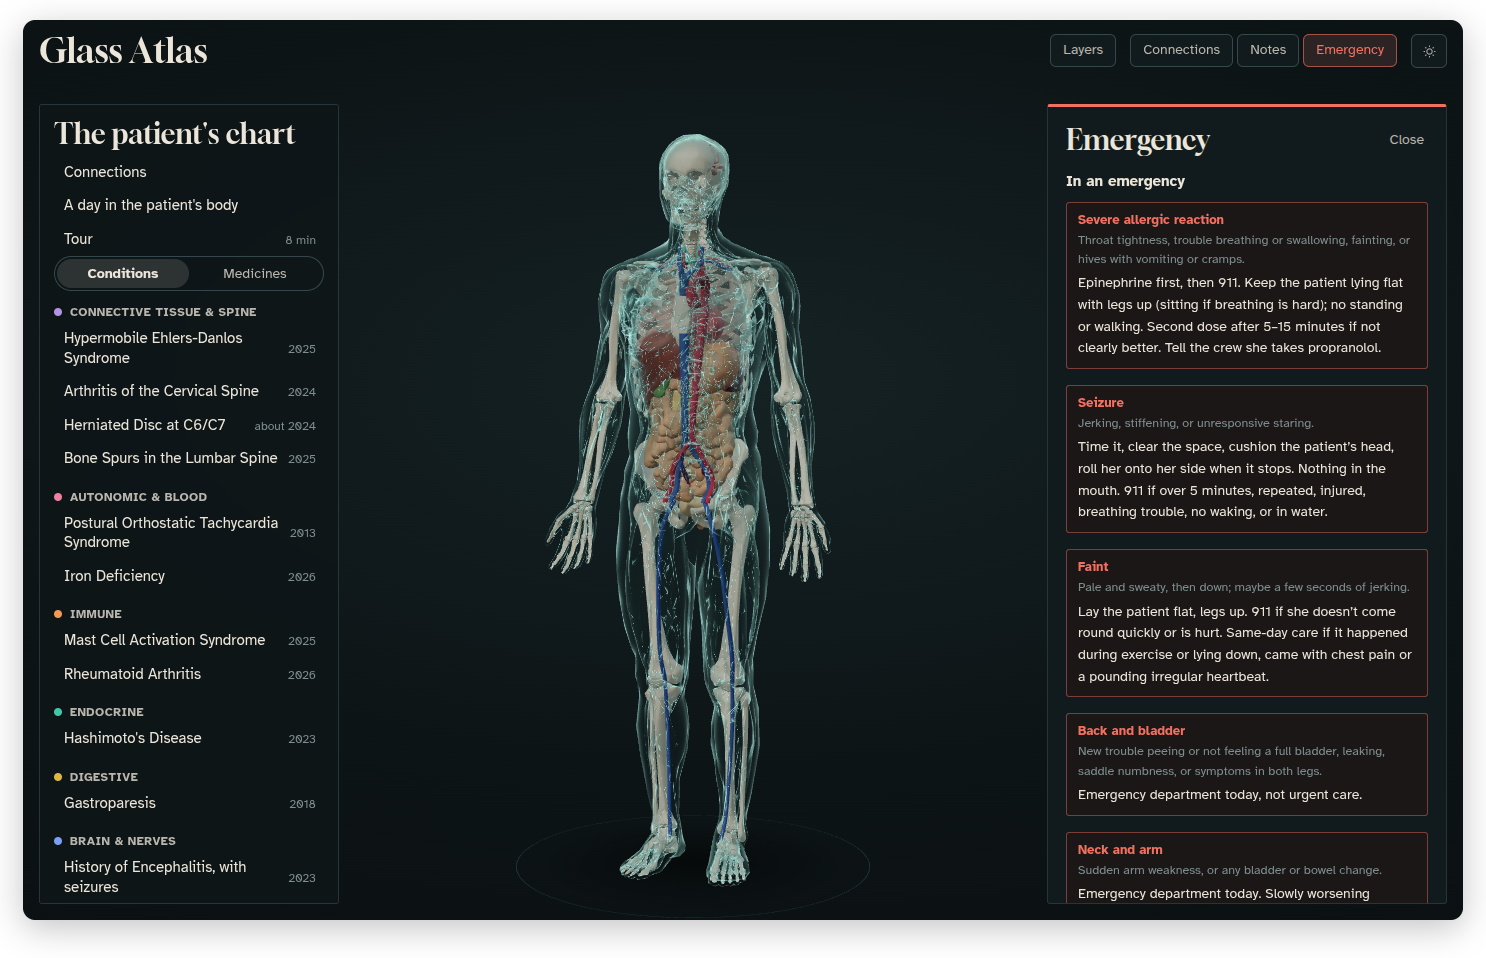 Glass Atlas
Layers
Connections
Notes
Emergency
The patient's chart
Connections
A day in the patient's body
Tour 8 min
Conditions Medicines
CONNECTIVE TISSUE & SPINE
Hypermobile Ehlers-Danlos
Syndrome 2025
Arthritis of the Cervical Spine 2024
Herniated Disc at C6/C7 about 2024
Bone Spurs in the Lumbar Spine 2025
AUTONOMIC & BLOOD
Postural Orthostatic Tachycardia
Syndrome 2013
Iron Deficiency 2026
IMMUNE
Mast Cell Activation Syndrome 2025
Rheumatoid Arthritis 2026
ENDOCRINE
Hashimoto's Disease 2023
DIGESTIVE
Gastroparesis 2018
BRAIN & NERVES
History of Encephalitis, with
seizures 2023
Emergency
Close
In an emergency
Severe allergic reaction
Throat tightness, trouble breathing or swallowing, fainting, or
hives with vomiting or cramps.
Epinephrine first, then 911. Keep the patient lying flat
with legs up (sitting if breathing is hard); no standing
or walking. Second dose after 5–15 minutes if not
clearly better. Tell the crew she takes propranolol.
Seizure
Jerking, stiffening, or unresponsive staring.
Time it, clear the space, cushion the patient’s head,
roll her onto her side when it stops. Nothing in the
mouth. 911 if over 5 minutes, repeated, injured,
breathing trouble, no waking, or in water.
Faint
Pale and sweaty, then down; maybe a few seconds of jerking.
Lay the patient flat, legs up. 911 if she doesn’t come
round quickly or is hurt. Same-day care if it happened
during exercise or lying down, came with chest pain or
a pounding irregular heartbeat.
Back and bladder
New trouble peeing or not feeling a full bladder, leaking,
saddle numbness, or symptoms in both legs.
Emergency department today, not urgent care.
Neck and arm
Sudden arm weakness, or any bladder or bowel change.
Emergency department today. Slowly worsening